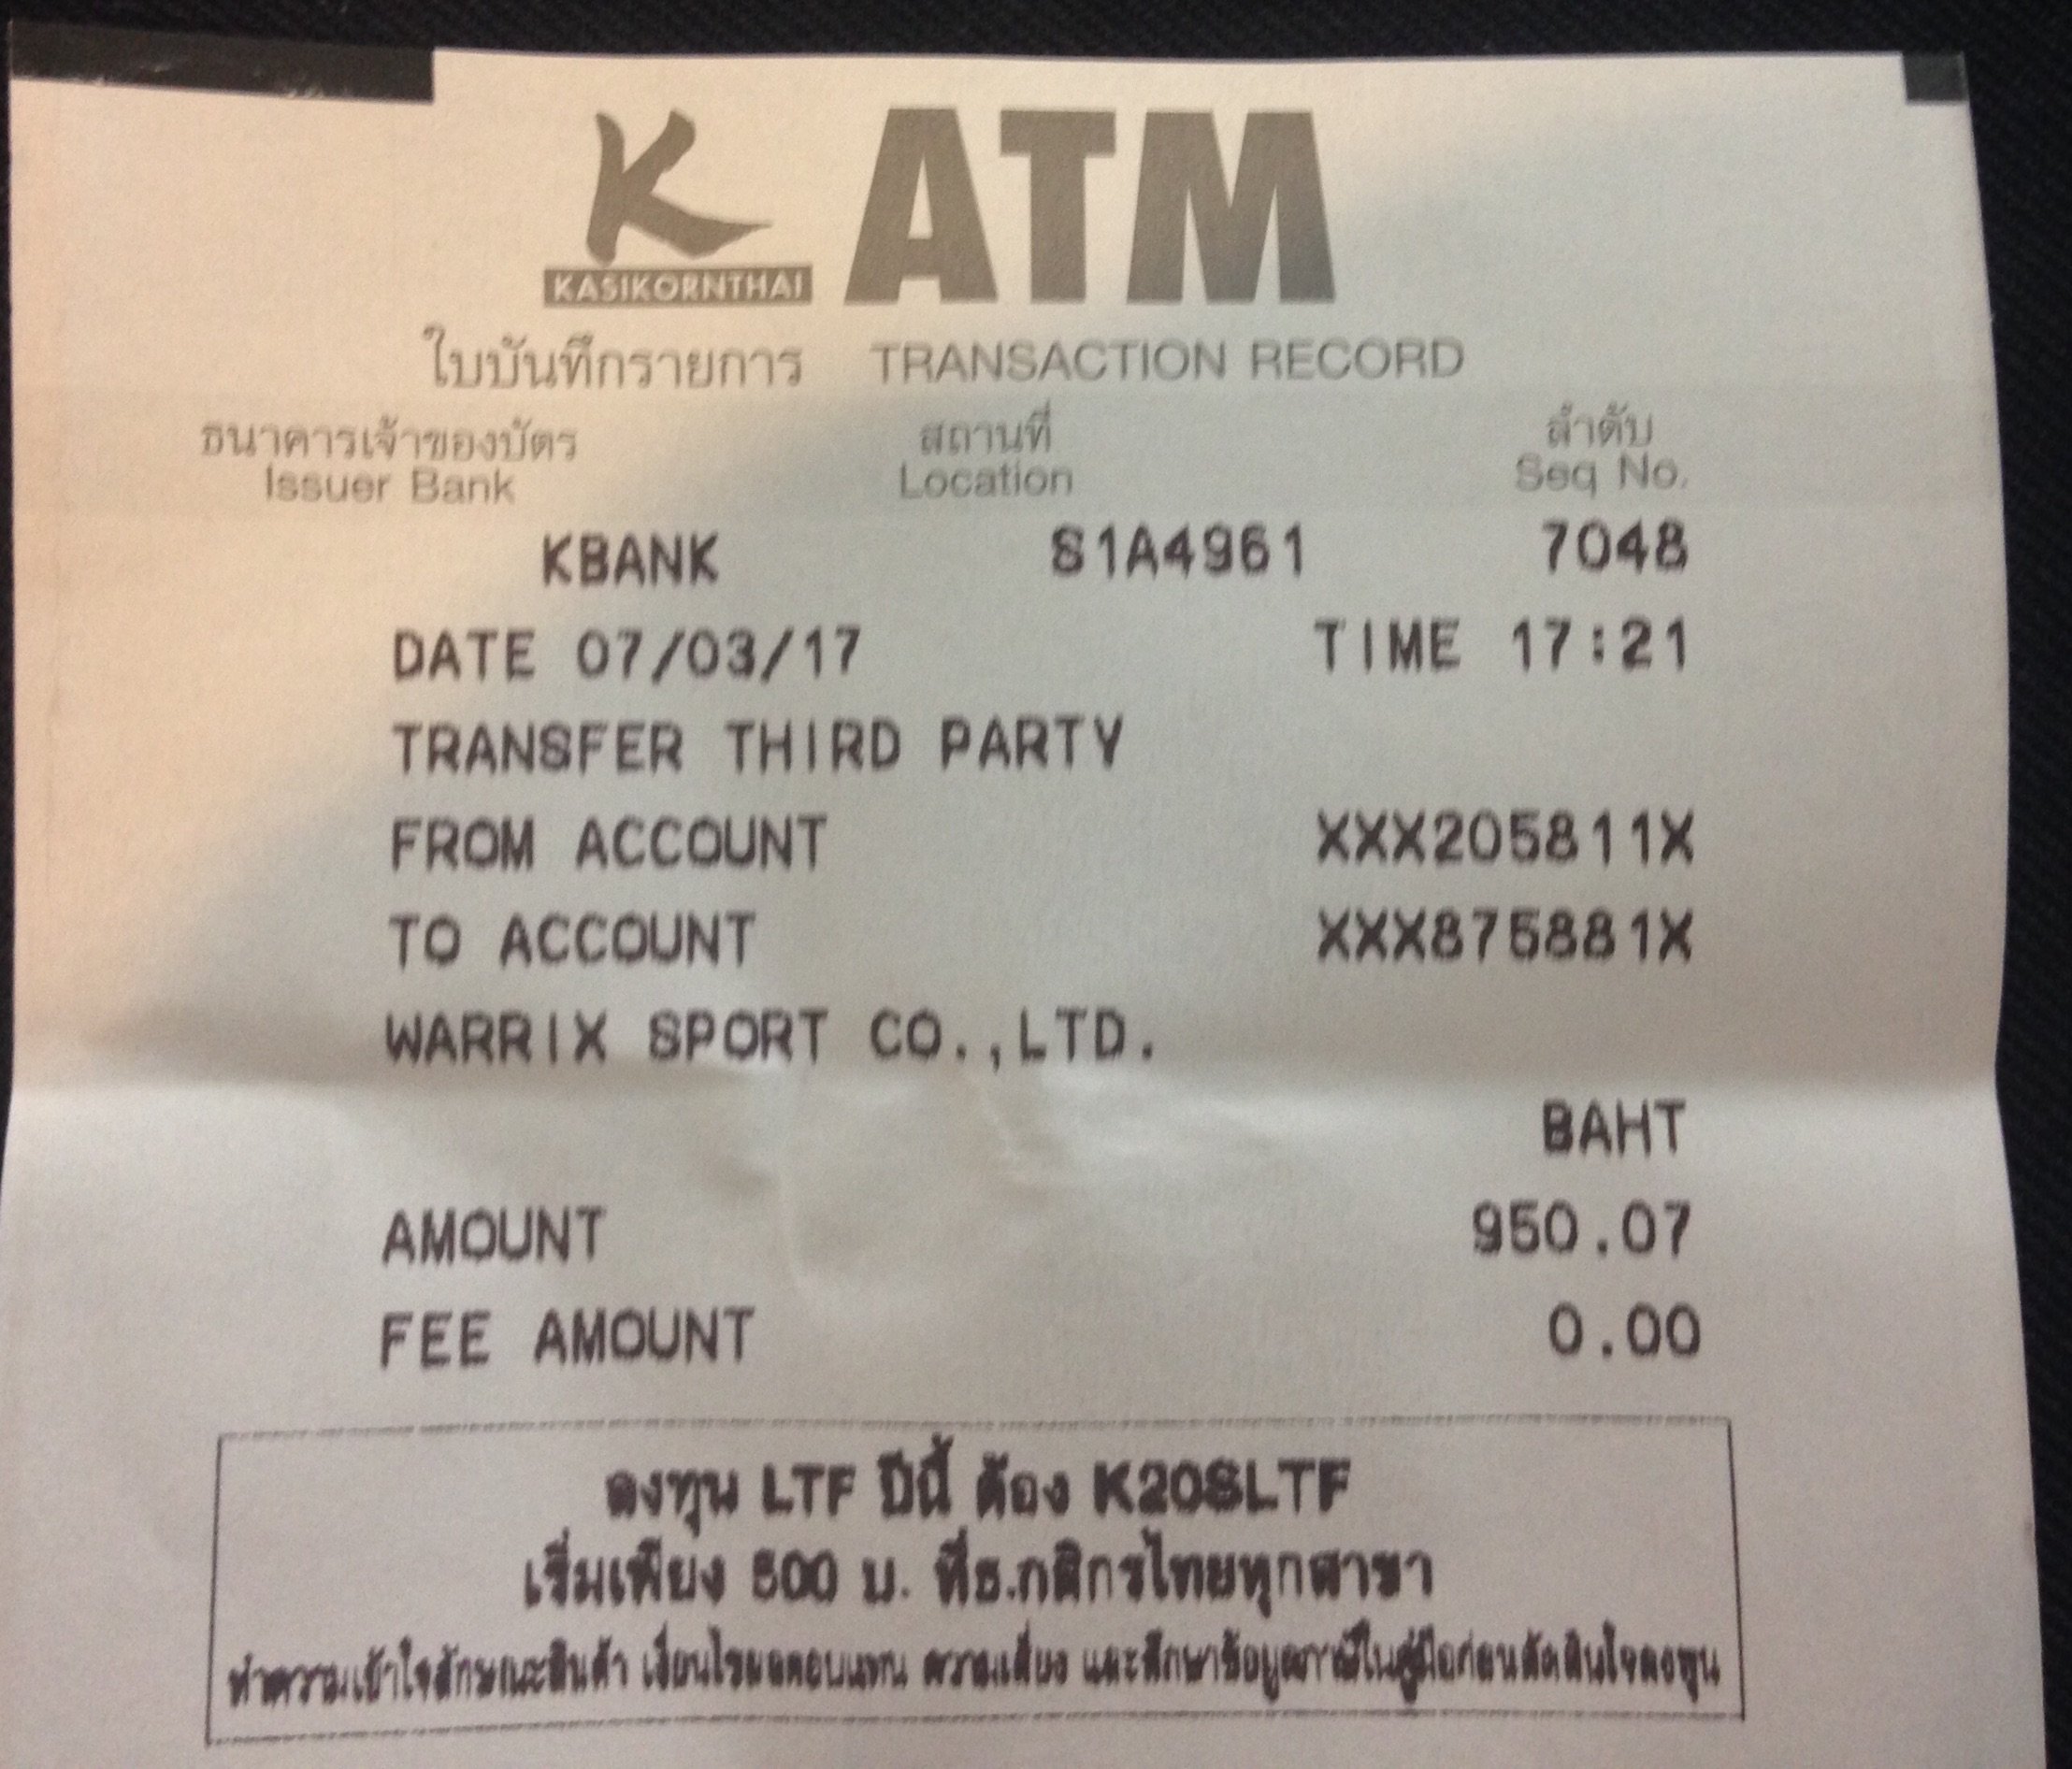 K ATM
KASIKORNTHAI
ใบบันทึกรายการ TRANSACTION RECORD
ธนาคารเจ้าของบัตร สถานที่ ลำดับ
Issuer Bank Location Seq No.
KBANK S1A4961 7048
DATE 07/03/17 TIME 17:21
TRANSFER THIRD PARTY
FROM ACCOUNT XXX205811X
TO ACCOUNT XXX875881X
WARRIX SPORT CO.,LTD.
BAHT
AMOUNT 950.07
FEE AMOUNT 0.00
ลงทุน LTF ปีนี้ ต้อง K20SLTF
เริ่มเพียง 500 บ. ที่ธ.กสิกรไทยทุกสาขา
ทำความเข้าใจลักษณะสินค้า เงื่อนไขผลตอบแทน ความเสี่ยง และศึกษาข้อมูลภาษีในคู่มือก่อนตัดสินใจลงทุน